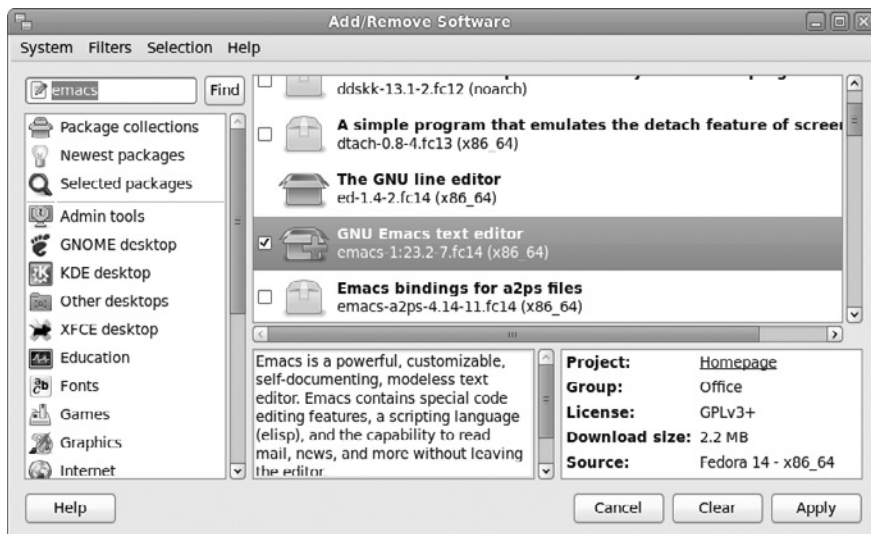 Add/Remove Software
System Filters Selection Help
emacs
Find
Package collections
Newest packages
Selected packages
Admin tools
GNOME desktop
KDE desktop
Other desktops
XFCE desktop
Education
Fonts
Games
Graphics
Internet
ddskk-13.1-2.fc12 (noarch)
A simple program that emulates the detach feature of screen
dtach-0.8-4.fc13 (x86_64)
The GNU line editor
ed-1.4-2.fc14 (x86_64)
GNU Emacs text editor
emacs-1:23.2-7.fc14 (x86_64)
Emacs bindings for a2ps files
emacs-a2ps-4.14-11.fc14 (x86_64)
Emacs is a powerful, customizable,
self-documenting, modeless text
editor. Emacs contains special code
editing features, a scripting language
(elisp), and the capability to read
mail, news, and more without leaving
the editor.
Project: Homepage
Group: Office
License: GPLv3+
Download size: 2.2 MB
Source: Fedora 14 - x86_64
Help
Cancel
Clear
Apply